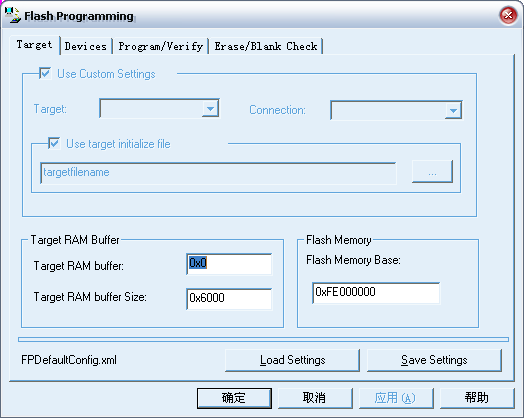 Flash Programming
Target Devices Program/Verify Erase/Blank Check
Use Custom Settings
Target: Connection:
Use target initialize file
targetfilename ...
Target RAM Buffer Flash Memory
Target RAM buffer: 0x0 Flash Memory Base:
Target RAM buffer Size: 0x6000 0xFE000000
FPDefaultConfig.xml Load Settings Save Settings
确定 取消 应用(A) 帮助